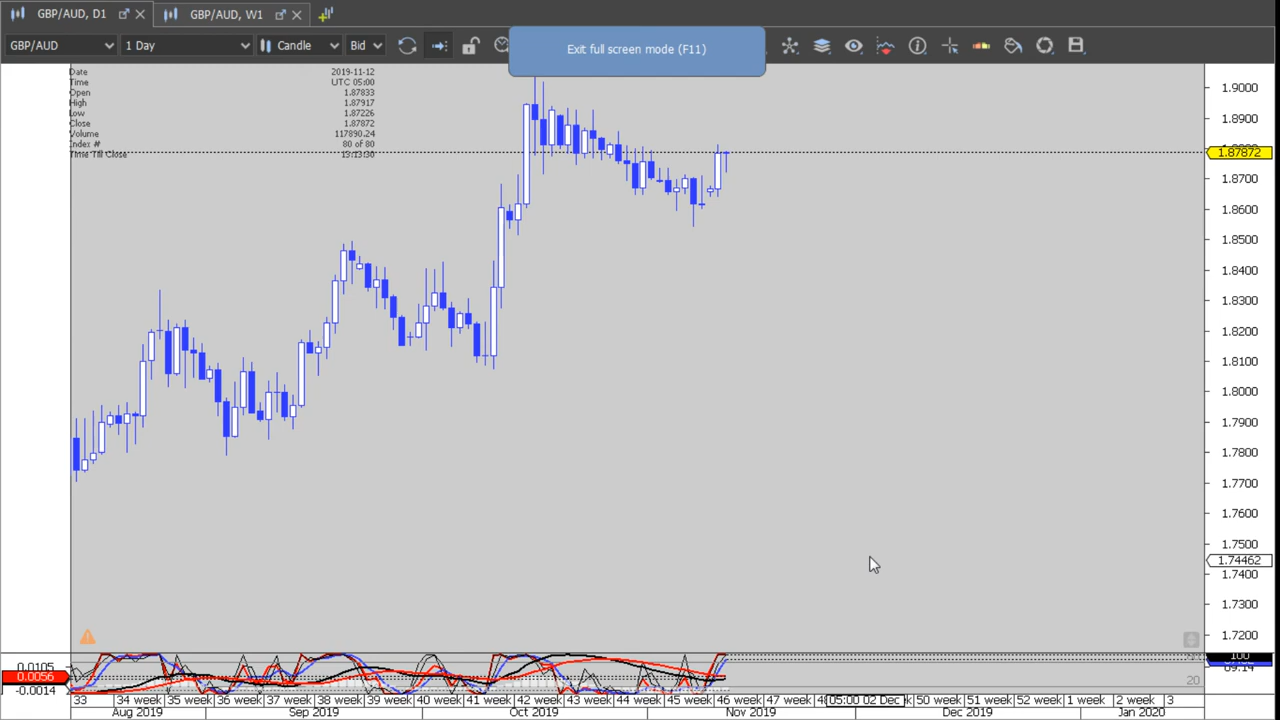 GBP/AUD, D1 GBP/AUD, W1
GBP/AUD 1 Day Candle Bid
Exit full screen mode (F11)
Date 2019-11-12
Time UTC 05:00
Open 1.87833
High 1.87917
Low 1.87226
Close 1.87872
Volume 117890.24
Index # 80 of 80
Time Till Close 15:13:30
1.9000
1.8900
1.87872
1.8700
1.8600
1.8500
1.8400
1.8300
1.8200
1.8100
1.8000
1.7900
1.7800
1.7700
1.7600
1.7500
1.74462
1.7400
1.7300
1.7200
0.0105
0.0056
-0.0014
100
20
33 34 week 35 week 36 week 37 week 38 week 39 week 40 week 41 week 42 week 43 week 44 week 45 week 46 week 47 week 05:00 02 Dec 50 week 51 week 52 week 1 week 2 week 3
Aug 2019 Sep 2019 Oct 2019 Nov 2019 Dec 2019 Jan 2020